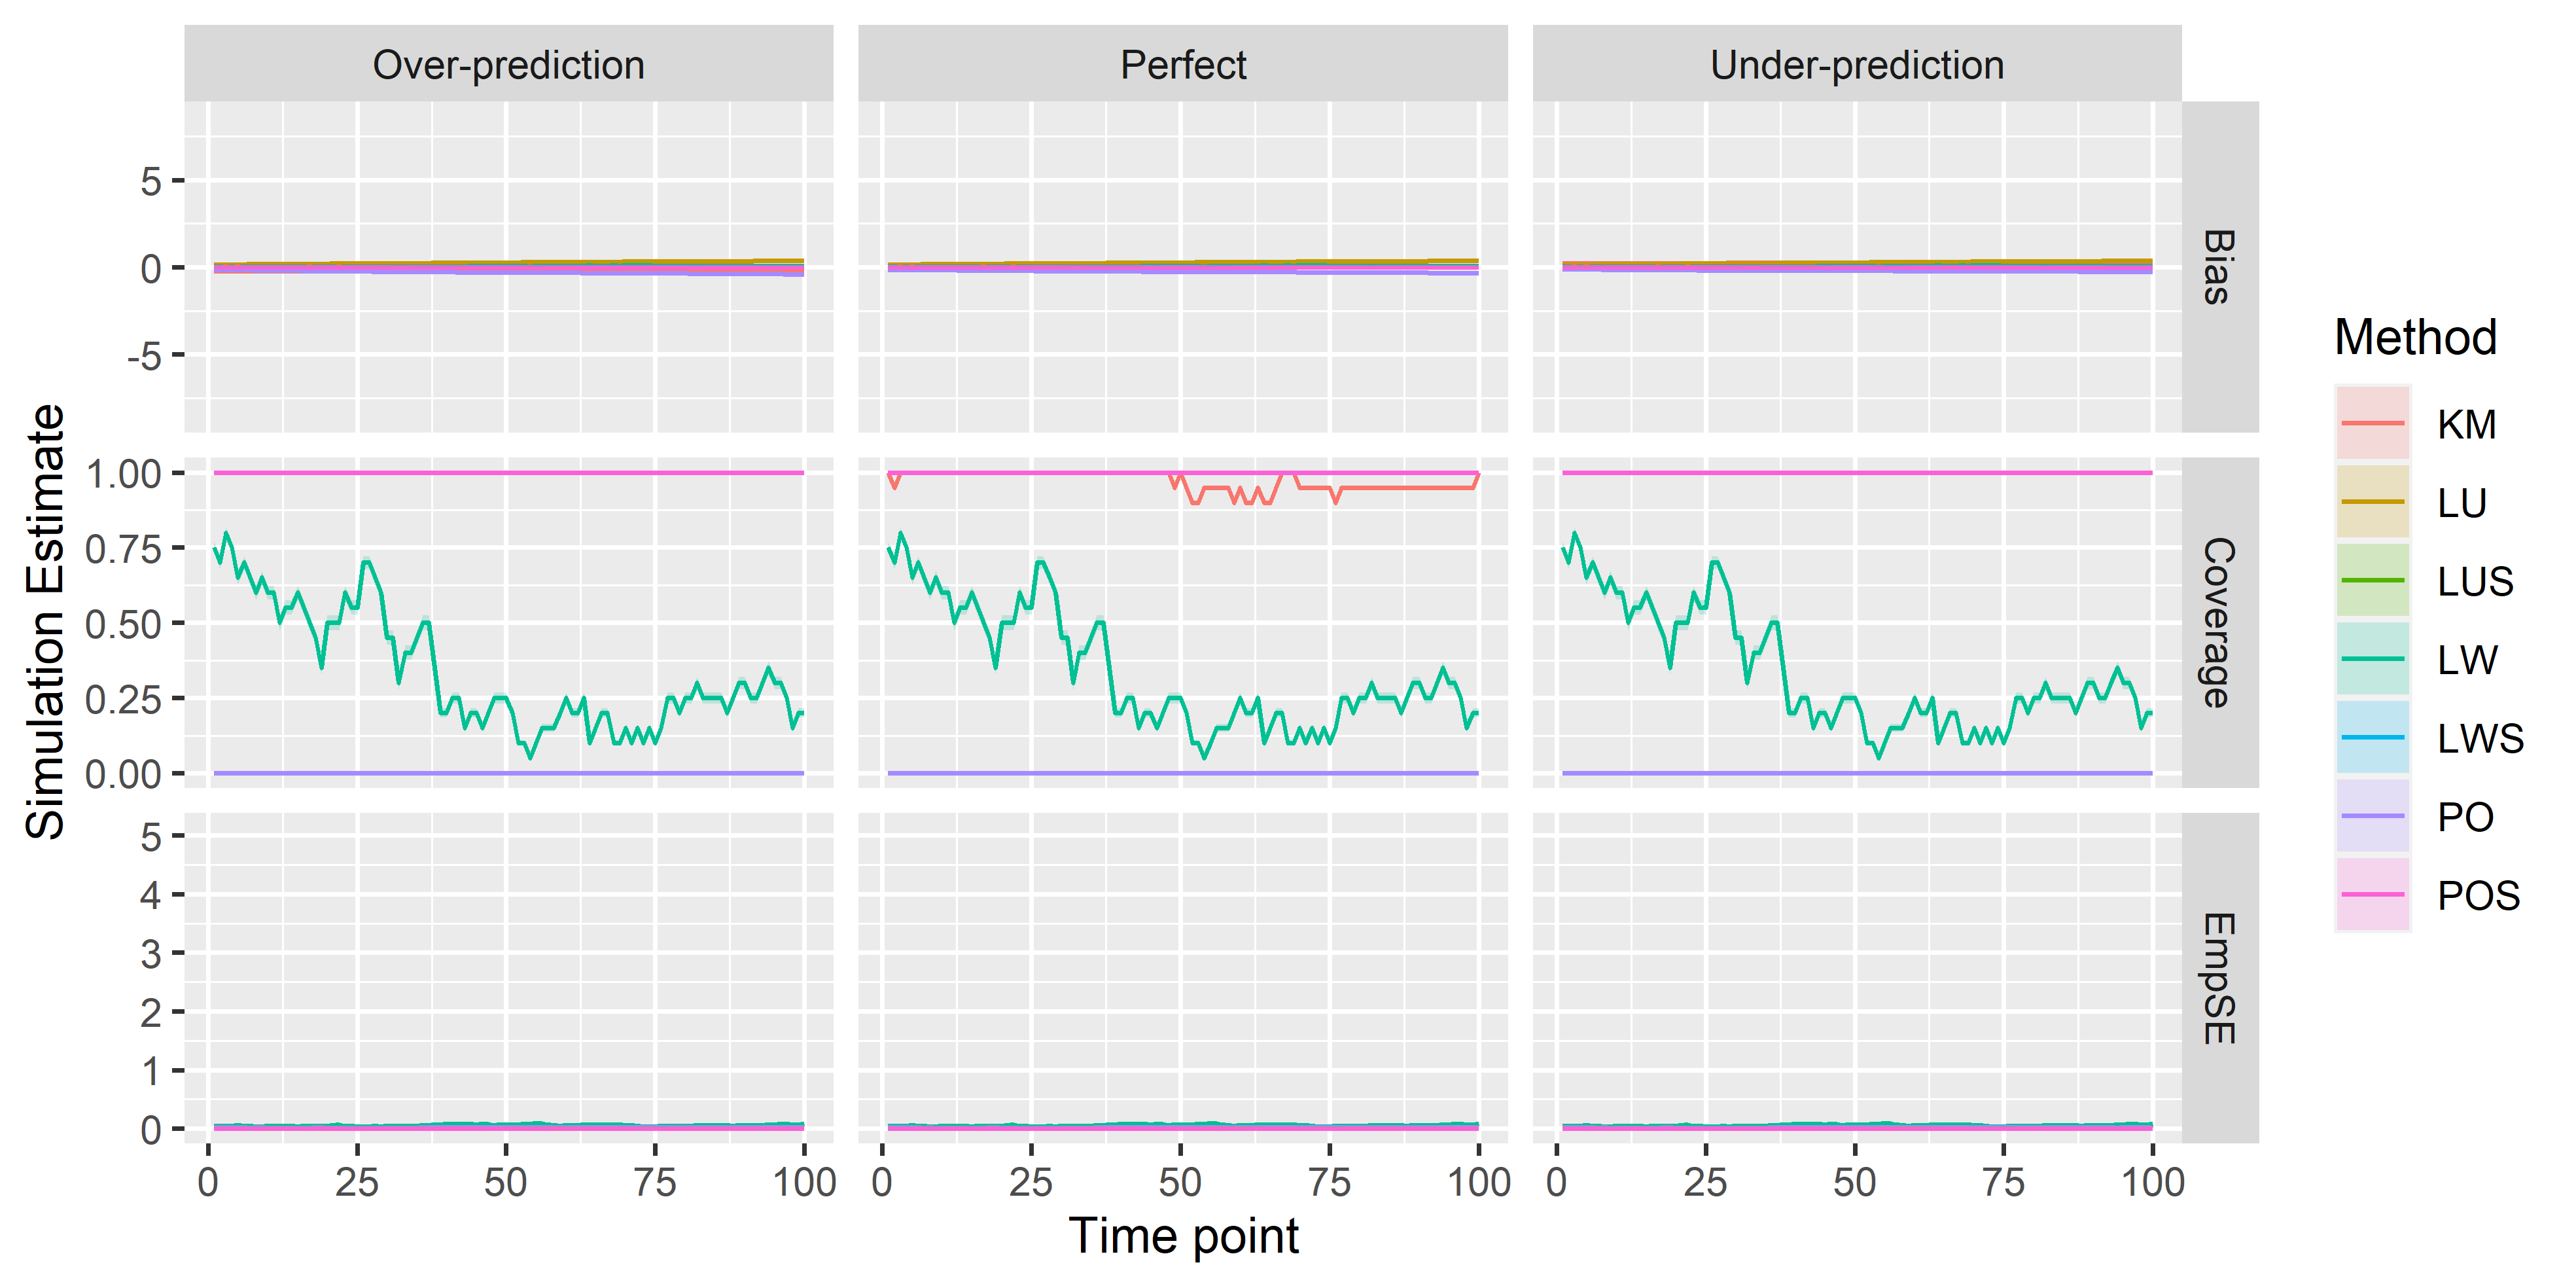 Over-prediction
Perfect
Under-prediction
5
0
-5
Bias
1.00
0.75
0.50
0.25
0.00
Coverage
5
4
3
2
1
0
EmpSE
0 25 50 75 100
0 25 50 75 100
0 25 50 75 100
Time point
Simulation Estimate
Method
KM
LU
LUS
LW
LWS
PO
POS